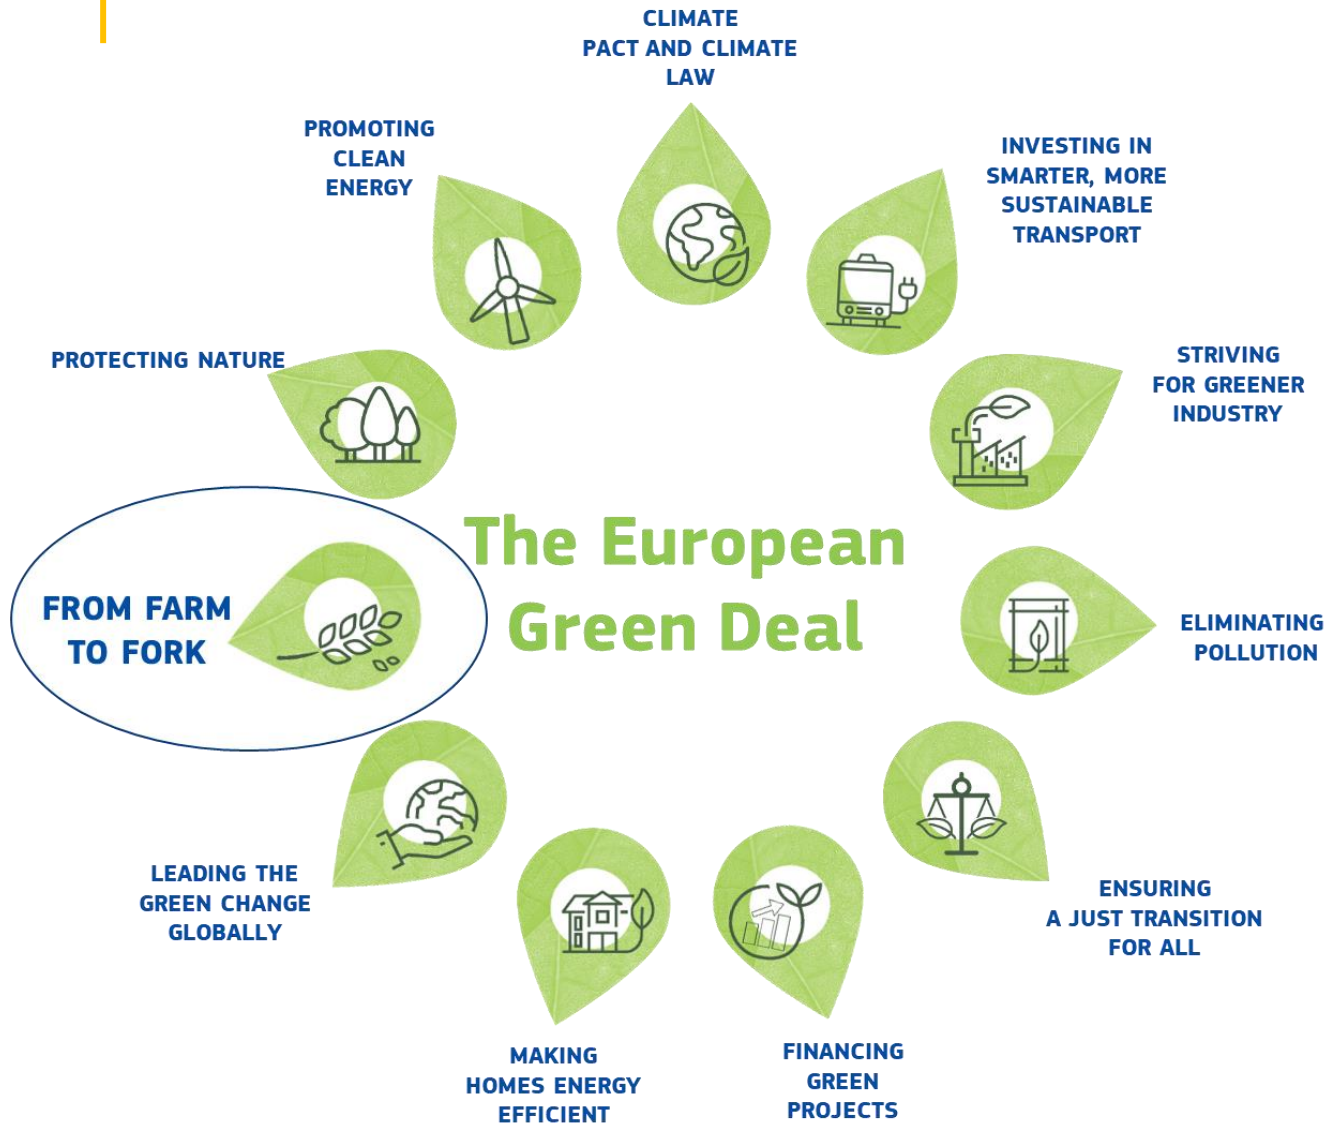 CLIMATE
PACT AND CLIMATE
LAW
PROMOTING
CLEAN
ENERGY
INVESTING IN
SMARTER, MORE
SUSTAINABLE
TRANSPORT
PROTECTING NATURE
STRIVING
FOR GREENER
INDUSTRY
The European
Green Deal
FROM FARM
TO FORK
ELIMINATING
POLLUTION
LEADING THE
GREEN CHANGE
GLOBALLY
ENSURING
A JUST TRANSITION
FOR ALL
MAKING
HOMES ENERGY
EFFICIENT
FINANCING
GREEN
PROJECTS